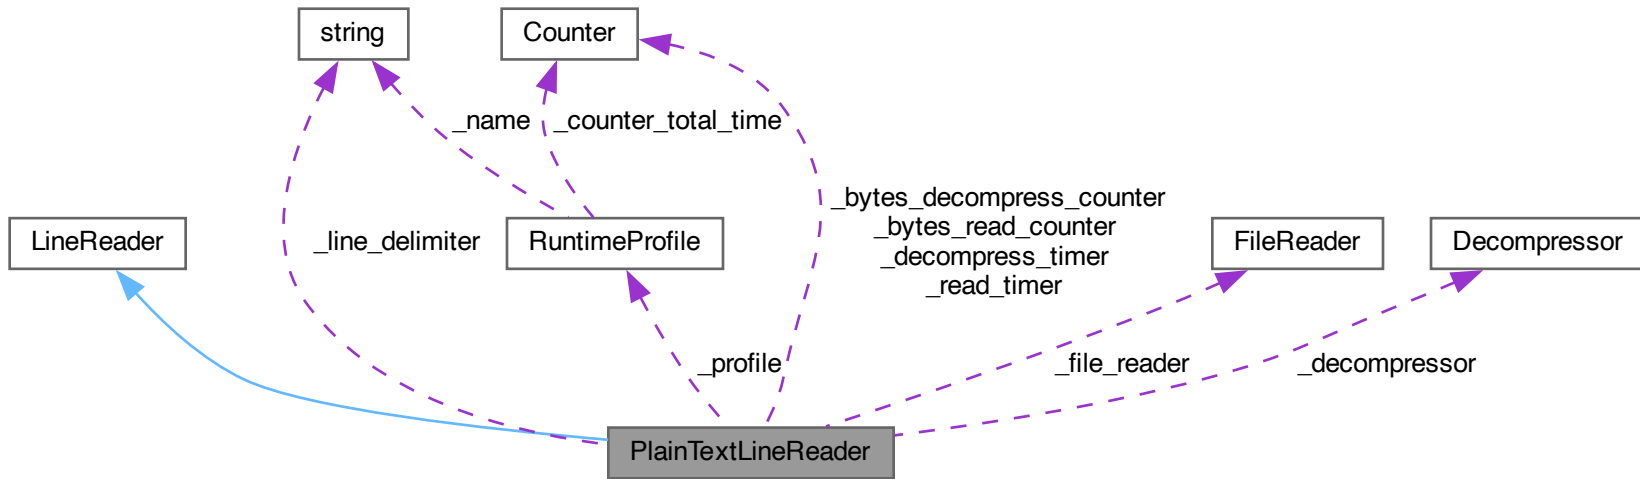 string
Counter
_name
_counter_total_time
_bytes_decompress_counter
_bytes_read_counter
_decompress_timer
_read_timer
LineReader
_line_delimiter
RuntimeProfile
FileReader
Decompressor
_profile
_file_reader
_decompressor
PlainTextLineReader